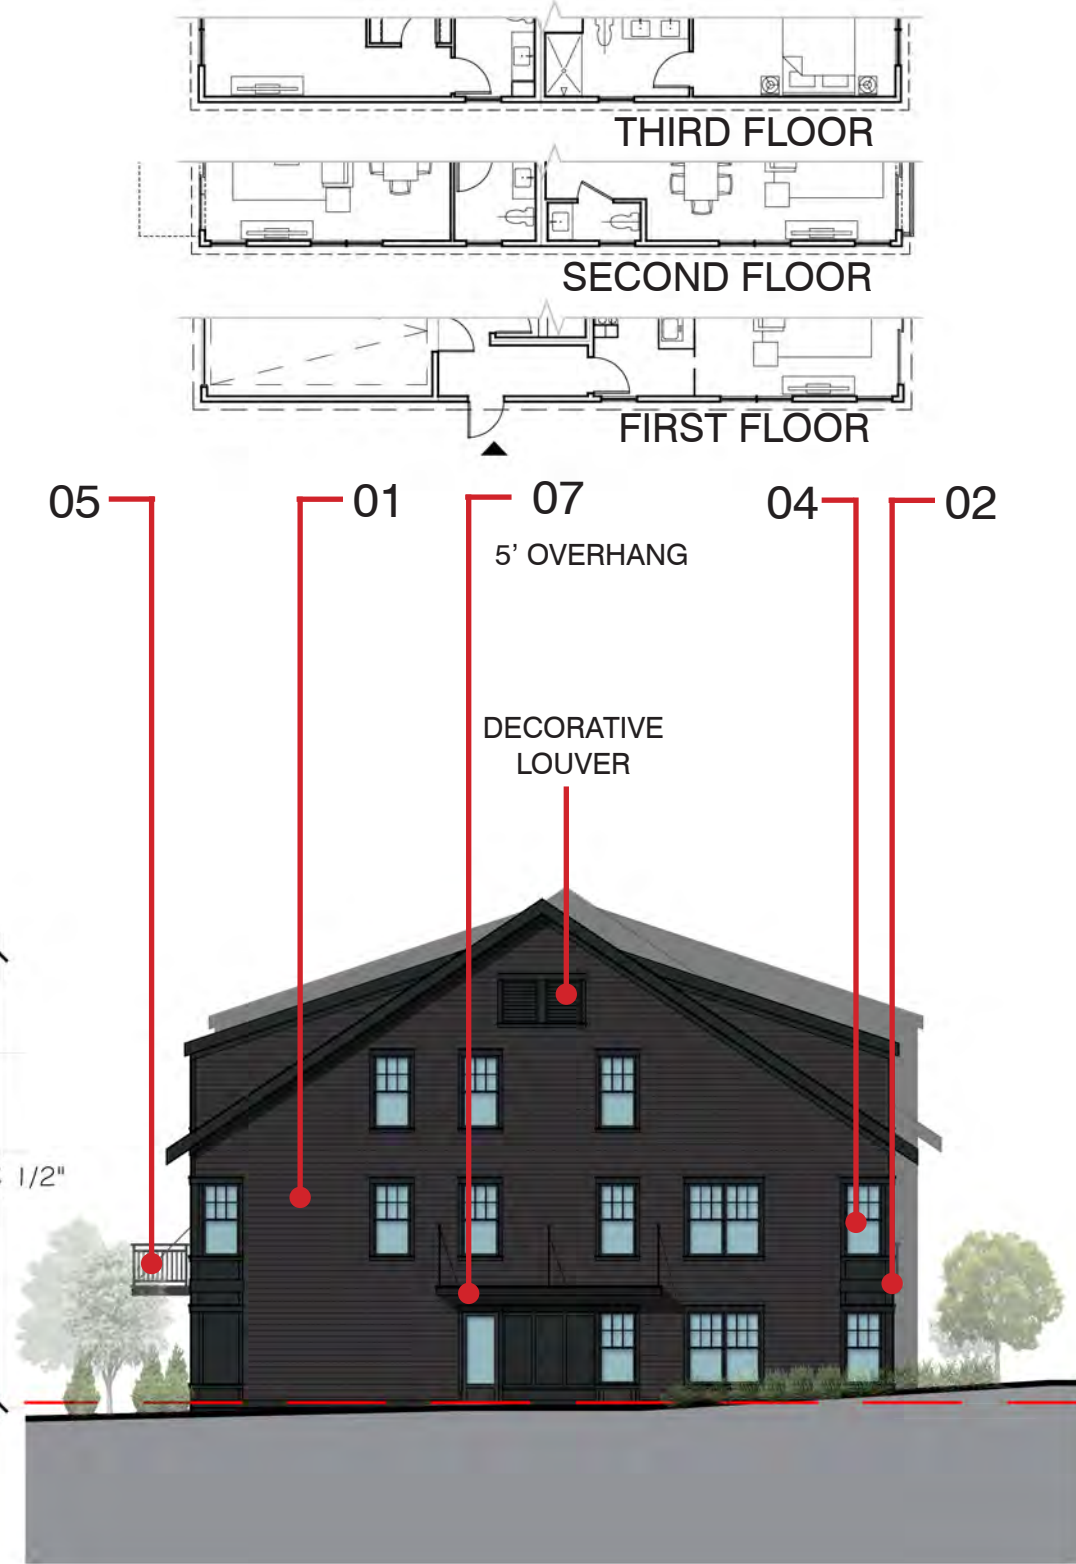 THIRD FLOOR
SECOND FLOOR
FIRST FLOOR
05
01
07
04
02
5’ OVERHANG
DECORATIVE
LOUVER
1/2"